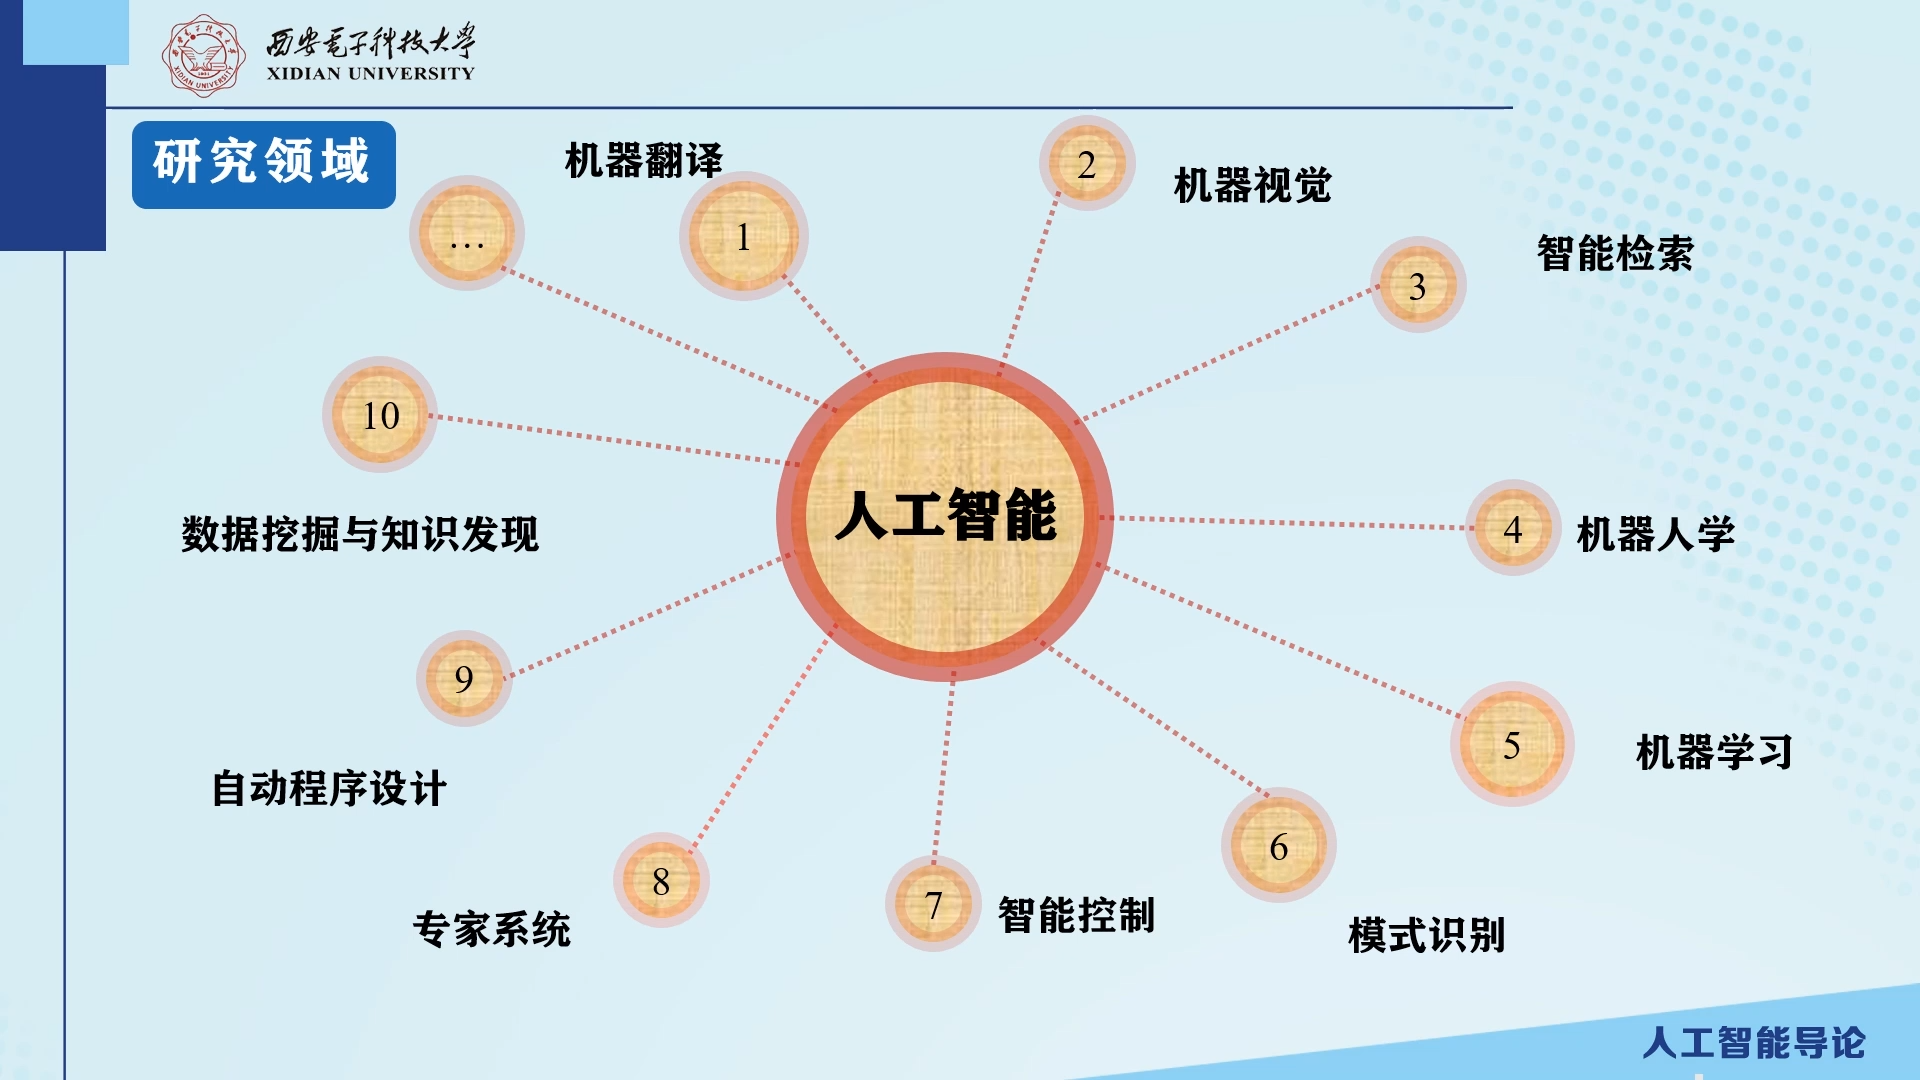 西安电子科技大学
XIDIAN UNIVERSITY
研究领域
机器翻译
1
2
机器视觉
3
智能检索
4
机器人学
5
机器学习
6
模式识别
7
智能控制
8
专家系统
9
自动程序设计
10
数据挖掘与知识发现
…
人工智能
人工智能导论